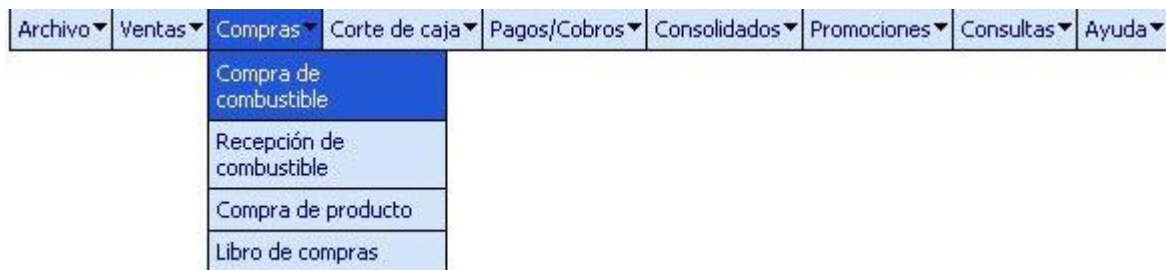 Archivo Ventas Compras Corte de caja Pagos/Cobros Consolidados Promociones Consultas Ayuda
Compra de
combustible
Recepción de
combustible
Compra de producto
Libro de compras